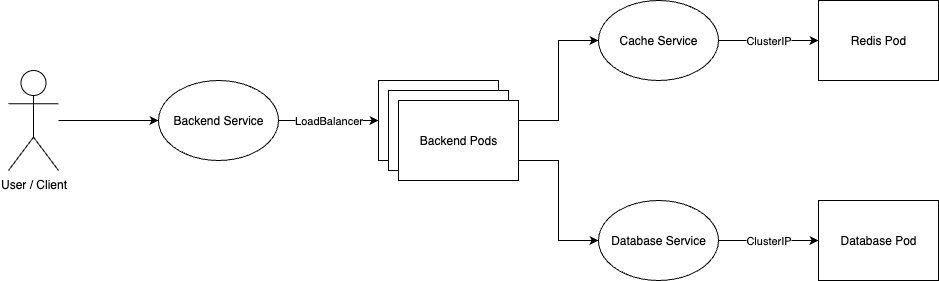 Cache Service
ClusterIP
Redis Pod
Backend Service
LoadBalancer
Backend Pods
User / Client
Database Service
ClusterIP
Database Pod